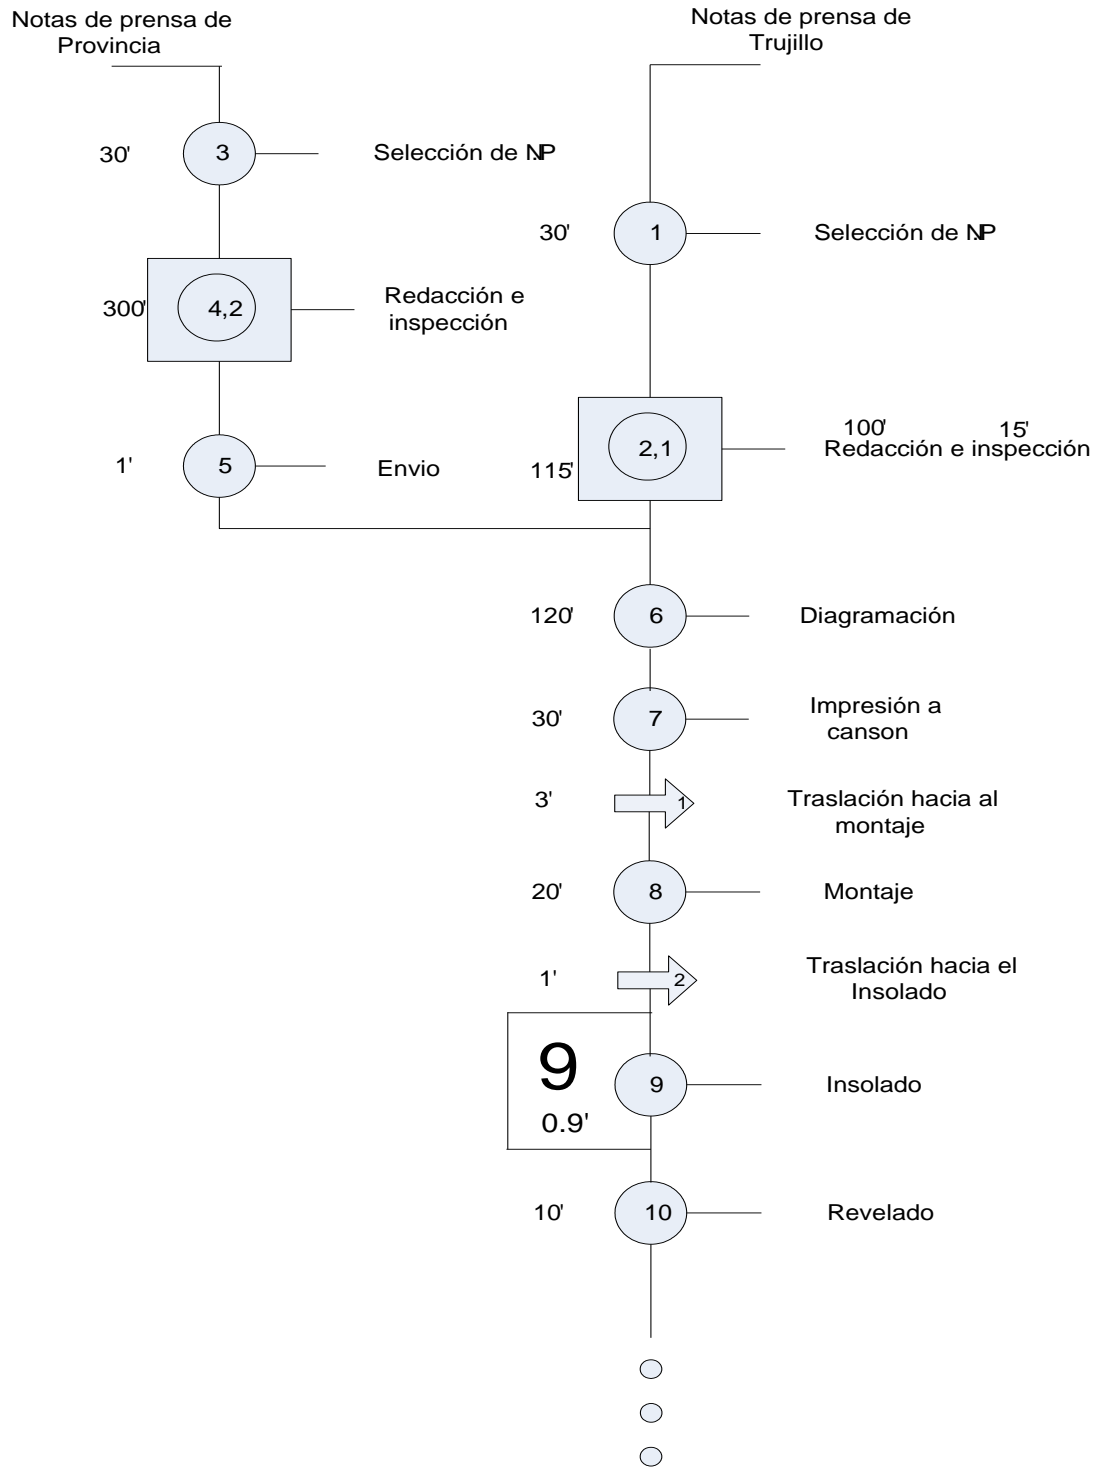 Notas de prensa de
Provincia
Notas de prensa de
Trujillo
30'
3
Selección de N.P
30'
1
Selección de N.P
300'
4,2
Redacción e
inspección
100'
15'
115'
2,1
Redacción e inspección
1'
5
Envio
120'
6
Diagramación
30'
7
Impresión a
canson
3'
1
Traslación hacia al
montaje
20'
8
Montaje
1'
2
Traslación hacia el
Insolado
9
0.9'
9
Insolado
10'
10
Revelado